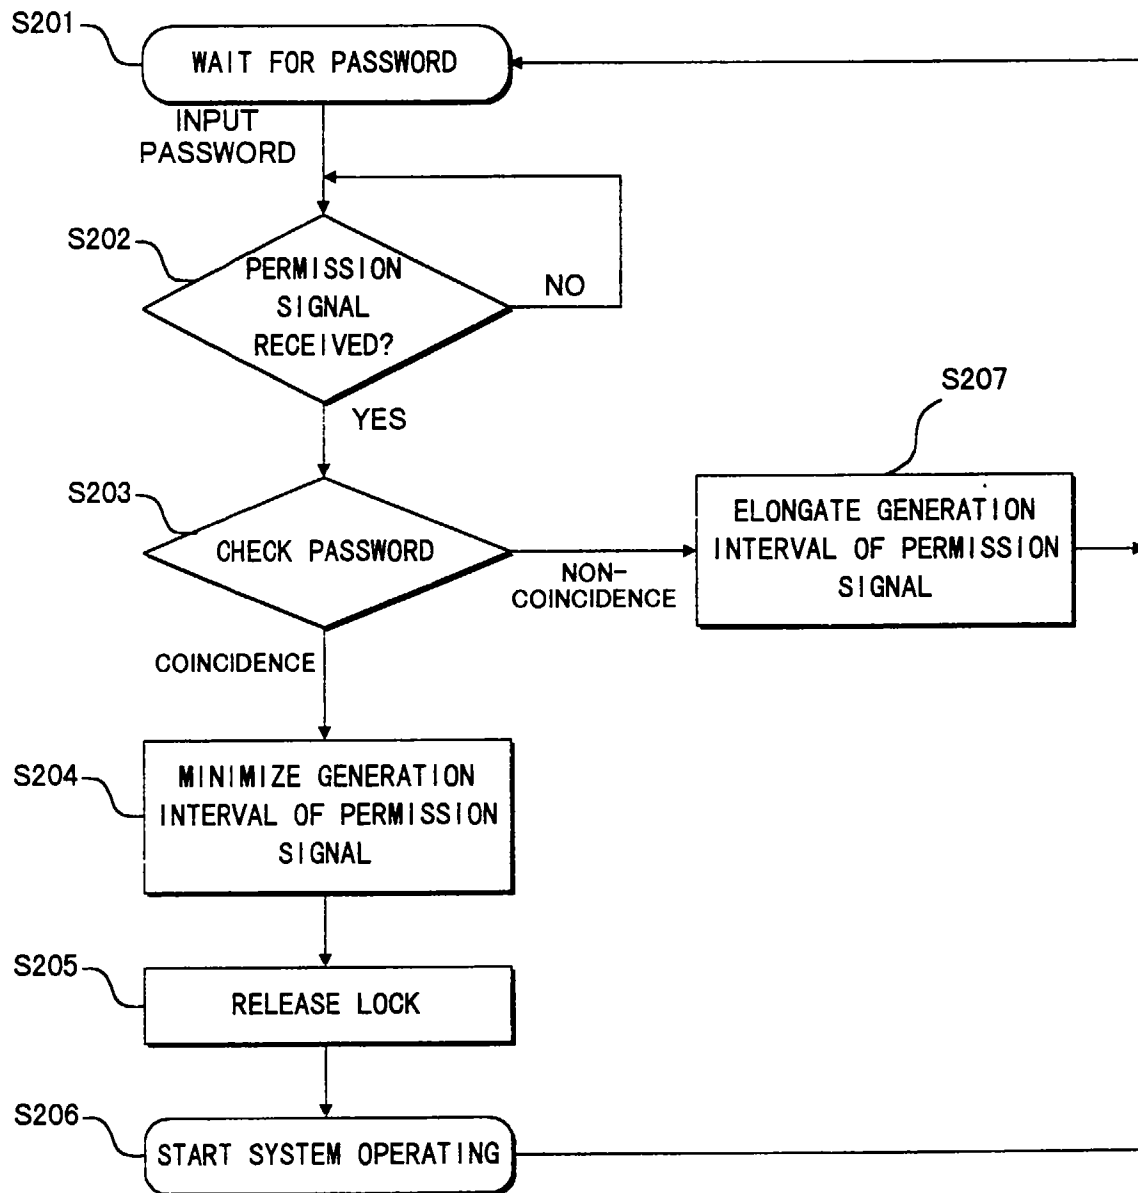 S201
WAIT FOR PASSWORD
INPUT
PASSWORD
S202
PERMISSION
SIGNAL
RECEIVED?
NO
YES
S203
CHECK PASSWORD
NON-
COINCIDENCE
S207
ELONGATE GENERATION
INTERVAL OF PERMISSION
SIGNAL
COINCIDENCE
S204
MINIMIZE GENERATION
INTERVAL OF PERMISSION
SIGNAL
S205
RELEASE LOCK
S206
START SYSTEM OPERATING